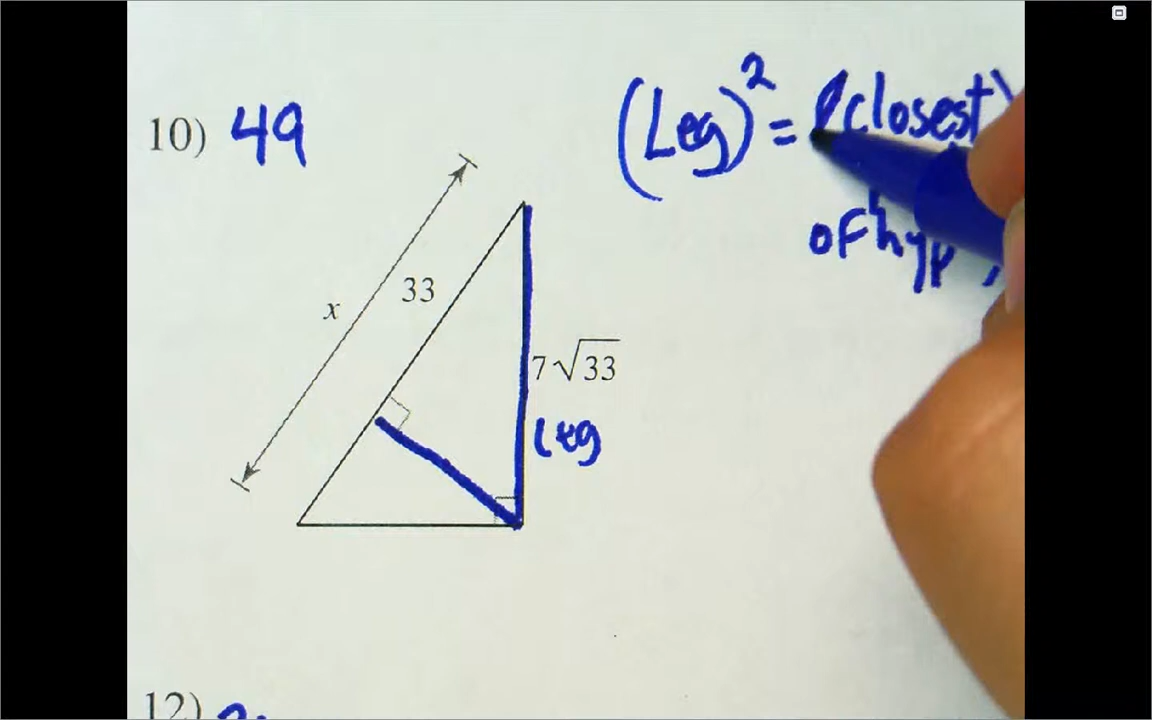 10) 49
(Leg)² = (closest)
of hyp
33
x
7√33
Leg
12)